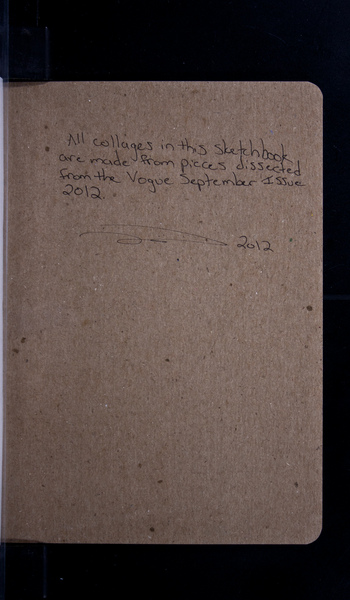 All collages in this sketchbook
are made from pieces dissected
from the Vogue September Issue
2012.
2012